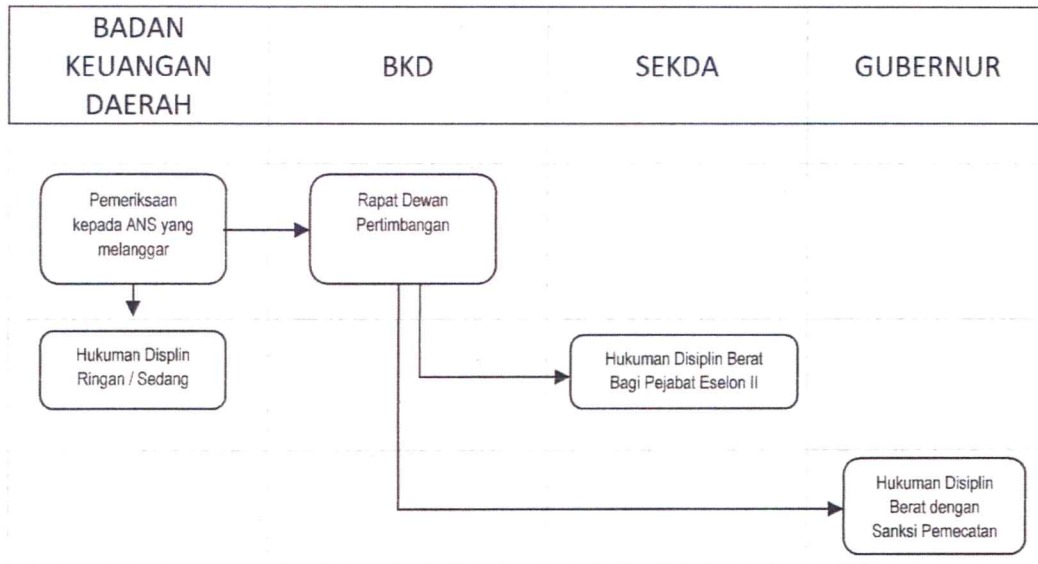 BADAN
KEUANGAN
DAERAH
BKD
SEKDA
GUBERNUR
Pemeriksaan
kepada ANS yang
melanggar
Rapat Dewan
Pertimbangan
Hukuman Displin
Ringan / Sedang
Hukuman Disiplin Berat
Bagi Pejabat Eselon II
Hukuman Disiplin
Berat dengan
Sanksi Pemecatan